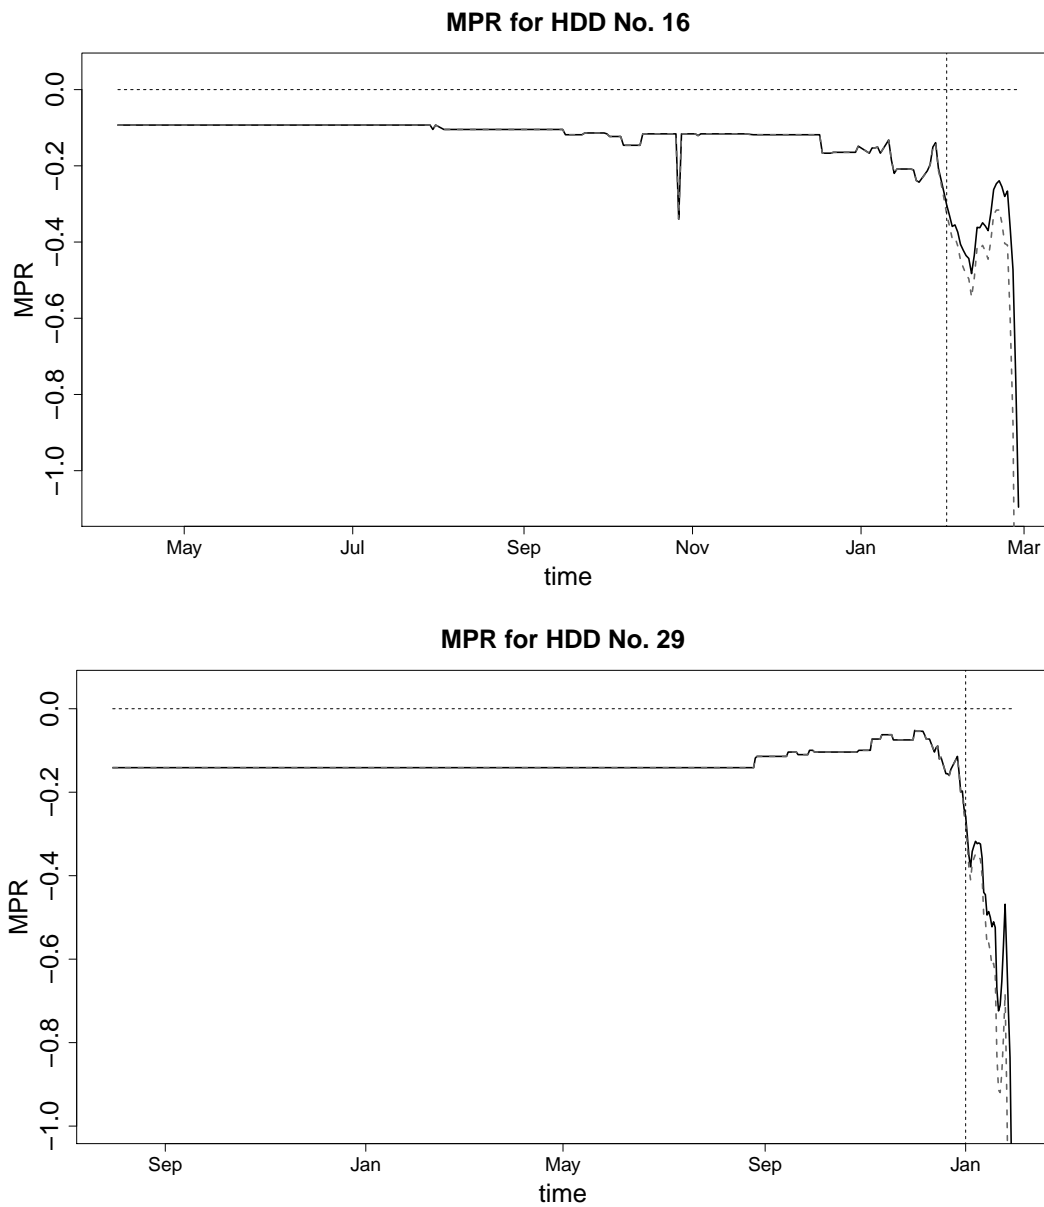 MPR for HDD No. 16
0.0
−0.2
−0.4
−0.6
−0.8
−1.0
MPR
May Jul Sep Nov Jan Mar
time
MPR for HDD No. 29
0.0
−0.2
−0.4
−0.6
−0.8
−1.0
MPR
Sep Jan May Sep Jan
time